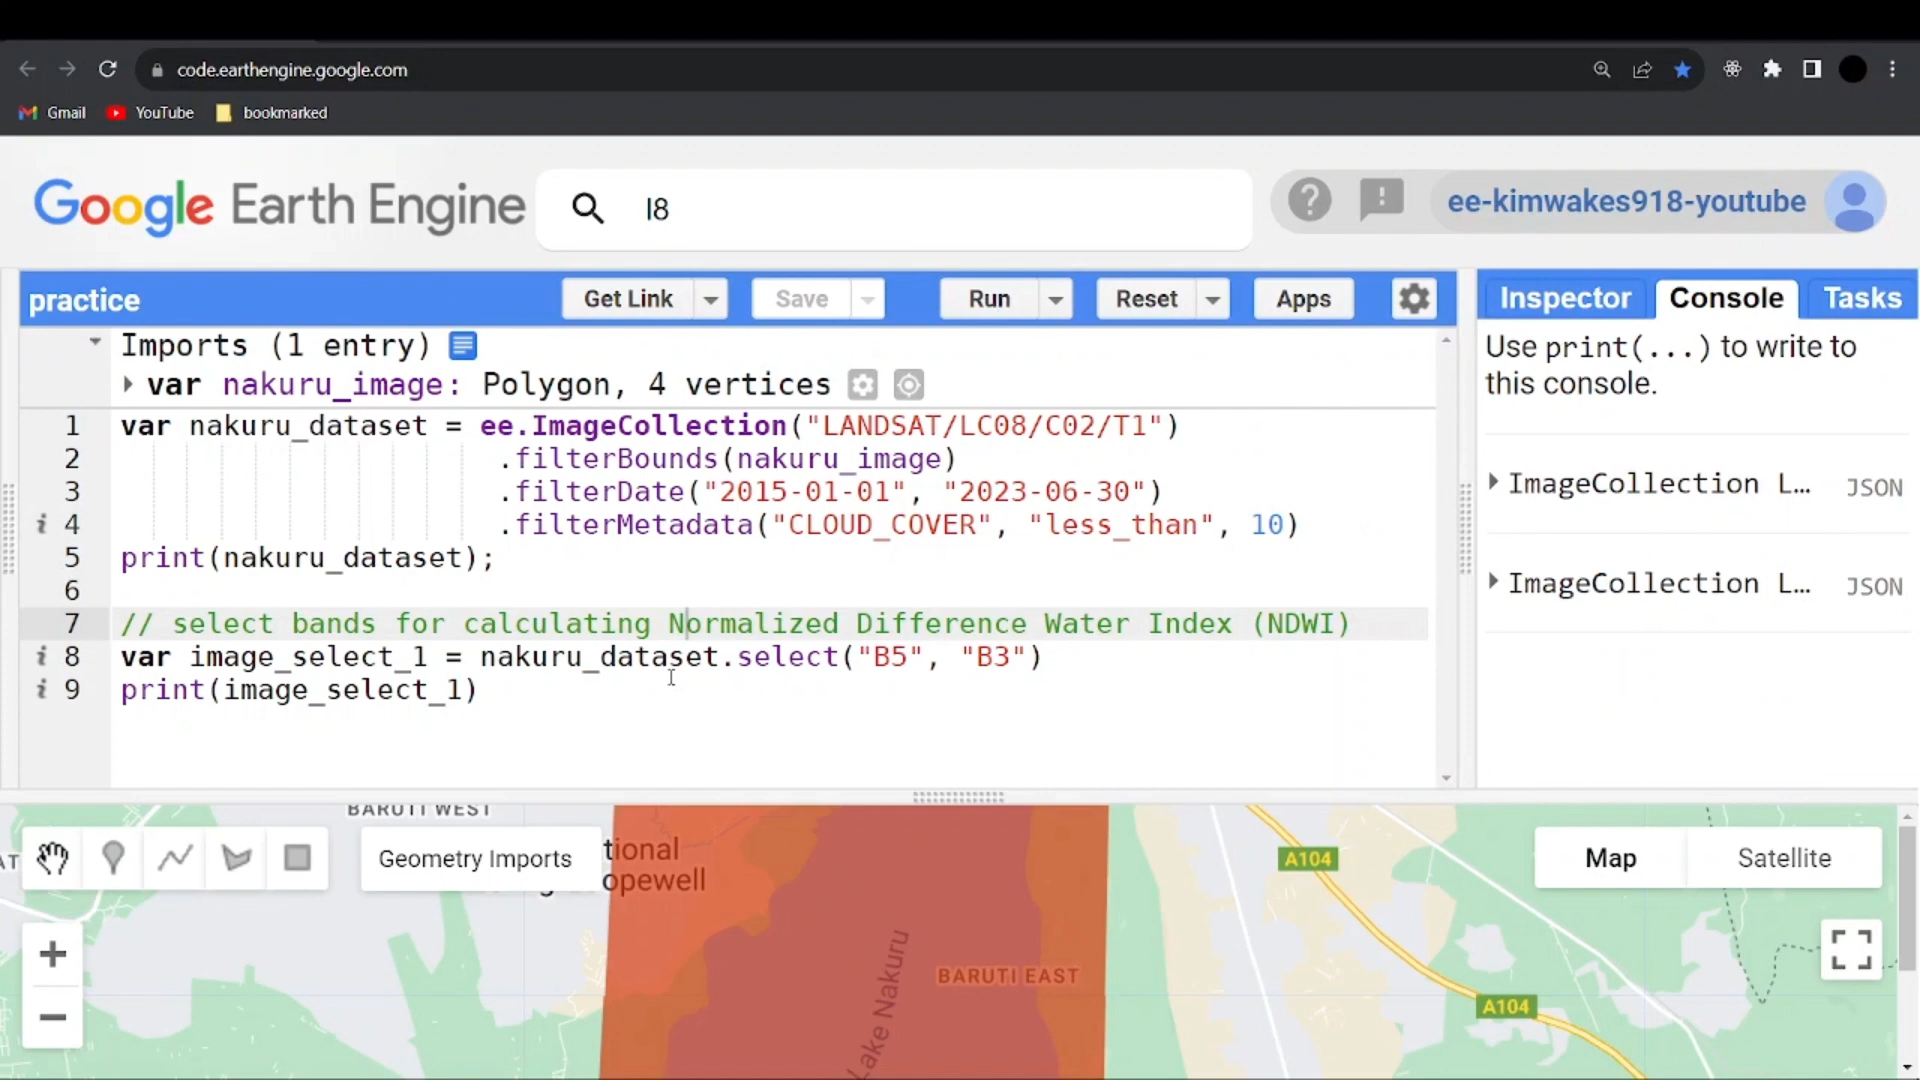 code.earthengine.google.com
Gmail YouTube bookmarked
Google Earth Engine
l8
ee-kimwakes918-youtube
practice
Get Link Save Run Reset Apps
Inspector Console Tasks
Imports (1 entry)
var nakuru_image: Polygon, 4 vertices
1 var nakuru_dataset = ee.ImageCollection("LANDSAT/LC08/C02/T1")
2 .filterBounds(nakuru_image)
3 .filterDate("2015-01-01", "2023-06-30")
i 4 .filterMetadata("CLOUD_COVER", "less_than", 10)
5 print(nakuru_dataset);
6
7 // select bands for calculating Normalized Difference Water Index (NDWI)
i 8 var image_select_1 = nakuru_dataset.select("B5", "B3")
i 9 print(image_select_1)
Use print(...) to write to
this console.
ImageCollection L... JSON
ImageCollection L... JSON
BARUTI WEST
Geometry Imports
tional
opewell
A104
Map Satellite
Lake Nakuru
BARUTI EAST
A104